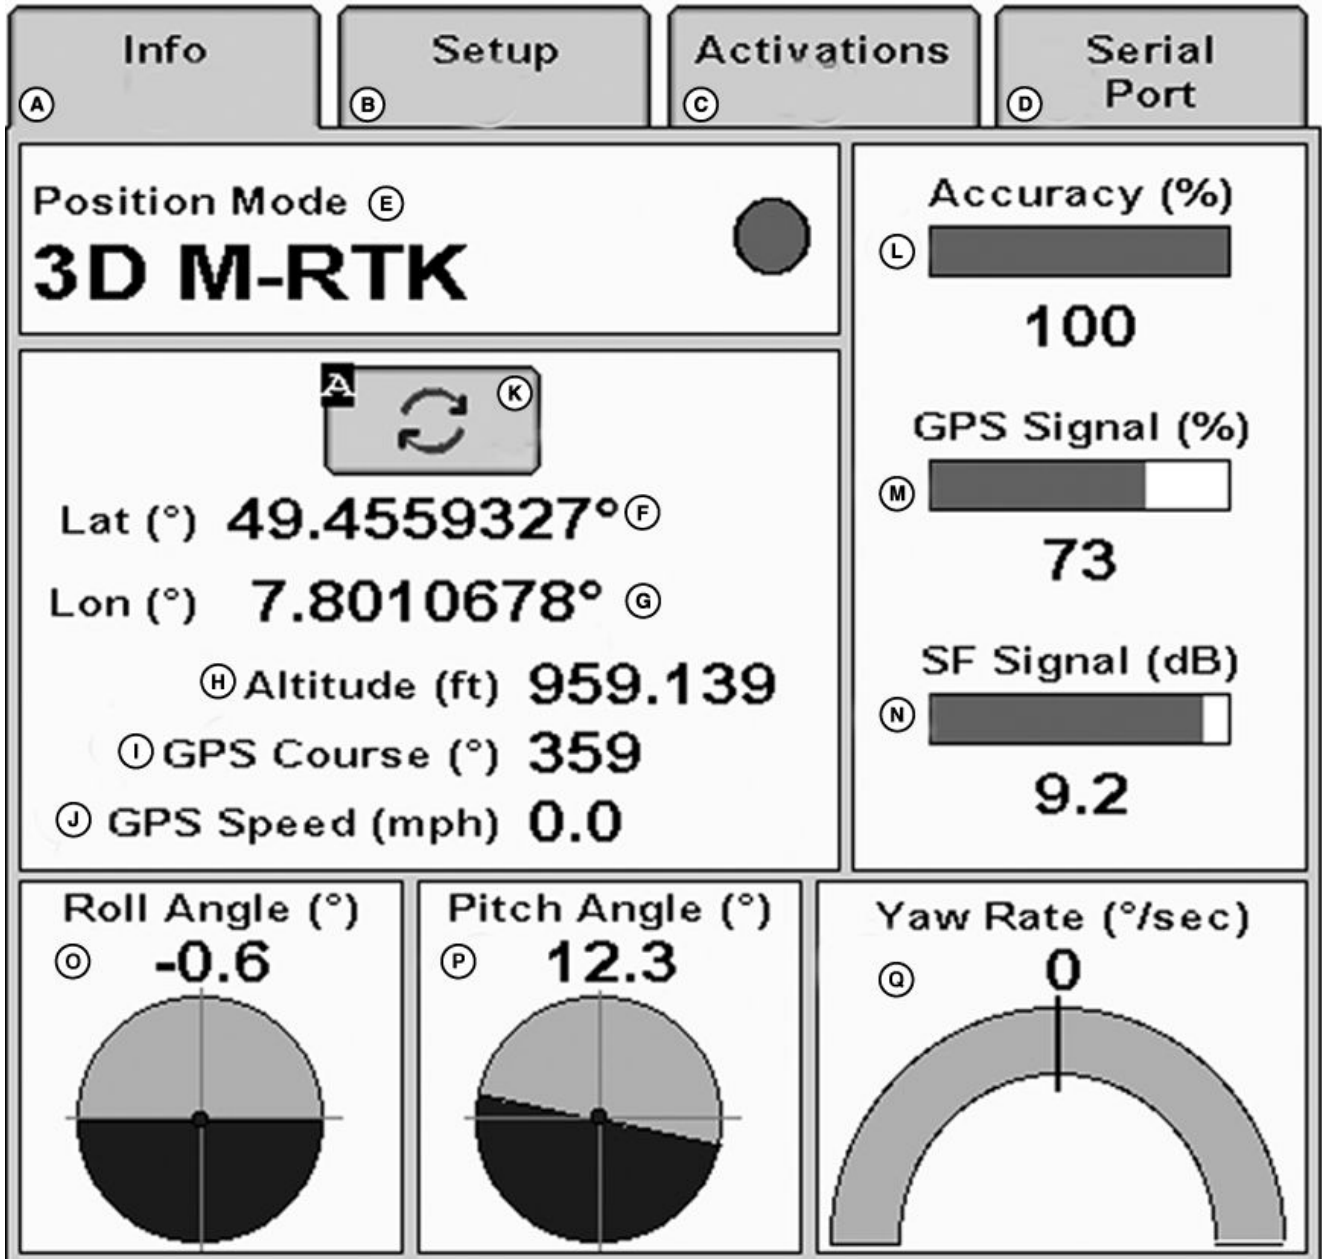 Info
A
Setup
B
Activations
C
Serial
Port
D
Position Mode E
3D M-RTK
A
K
Lat (°) 49.4559327° F
Lon (°) 7.8010678° G
H Altitude (ft) 959.139
I GPS Course (°) 359
J GPS Speed (mph) 0.0
Accuracy (%)
L
100
GPS Signal (%)
M
73
SF Signal (dB)
N
9.2
Roll Angle (°)
O -0.6
Pitch Angle (°)
P 12.3
Yaw Rate (°/sec)
Q 0